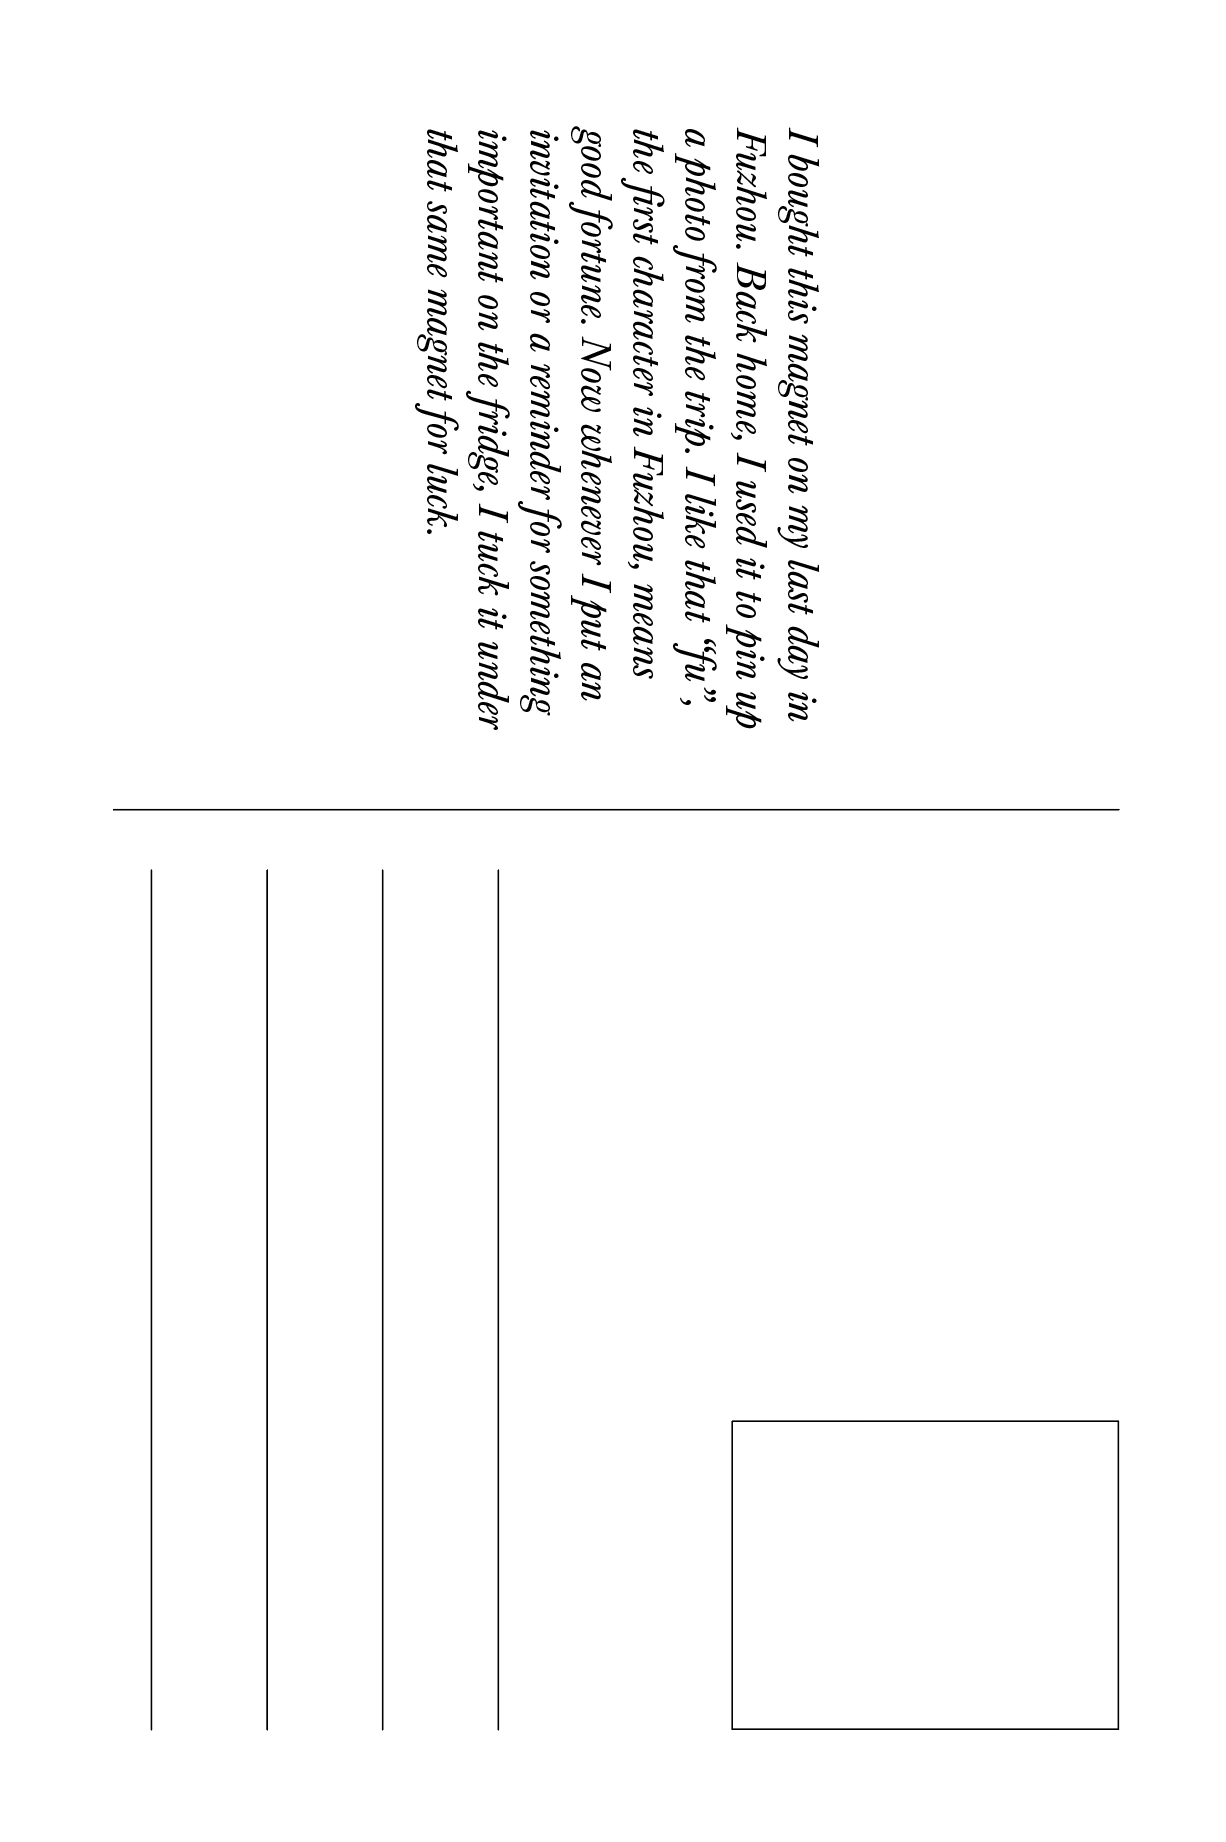 I bought this magnet on my last day in
Fuzhou. Back home, I used it to pin up
a photo from the trip. I like that “fu”,
the first character in Fuzhou, means
good fortune. Now whenever I put an
invitation or a reminder for something
important on the fridge, I tuck it under
that same magnet for luck.